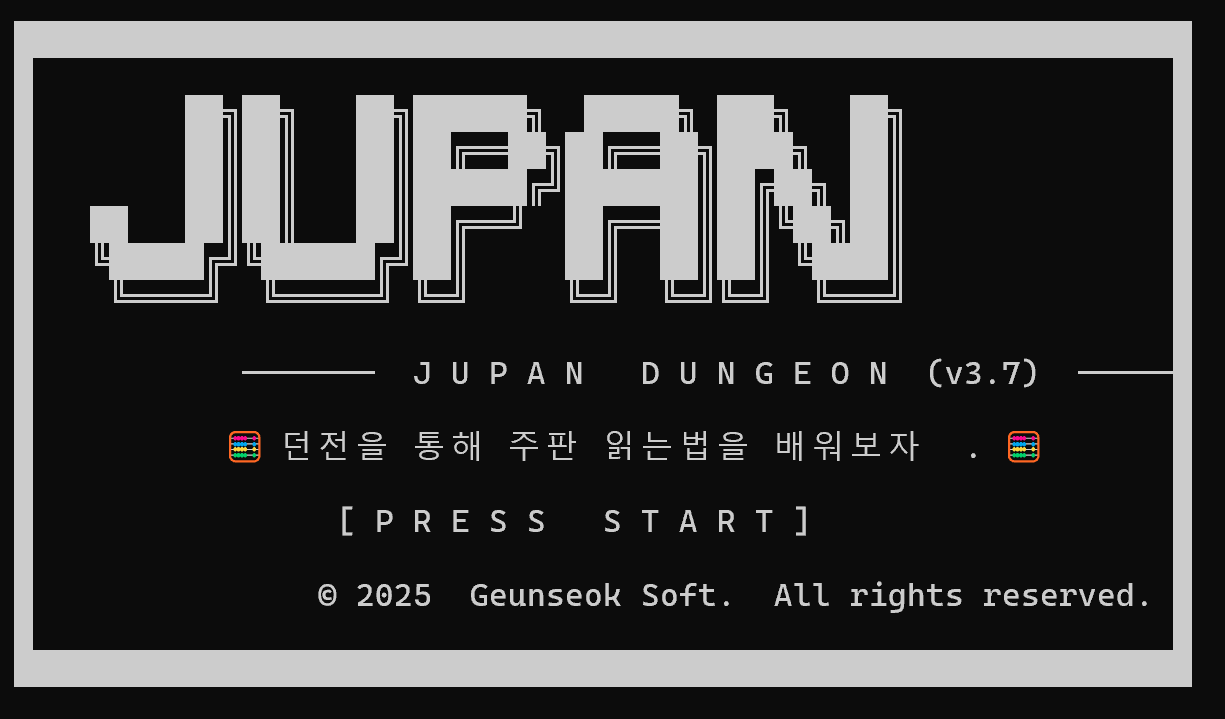 JUPAN
J U P A N   D U N G E O N  (v3.7)
🧮 던전을 통해 주판 읽는법을 배워보자 . 🧮
[ P R E S S   S T A R T ]
© 2025  Geunseok Soft.  All rights reserved.